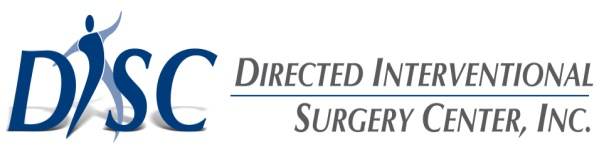 DISC
DIRECTED INTERVENTIONAL
SURGERY CENTER, INC.